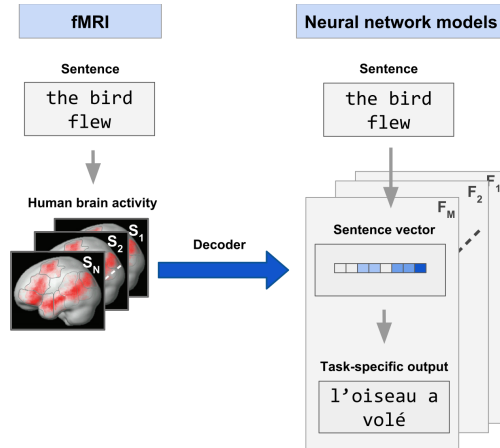 fMRI
Neural network models
Sentence
the bird
flew
Sentence
the bird
flew
Human brain activity
S1
S2
SN
Decoder
F1
F2
FM
Sentence vector
Task-specific output
l'oiseau a
volé